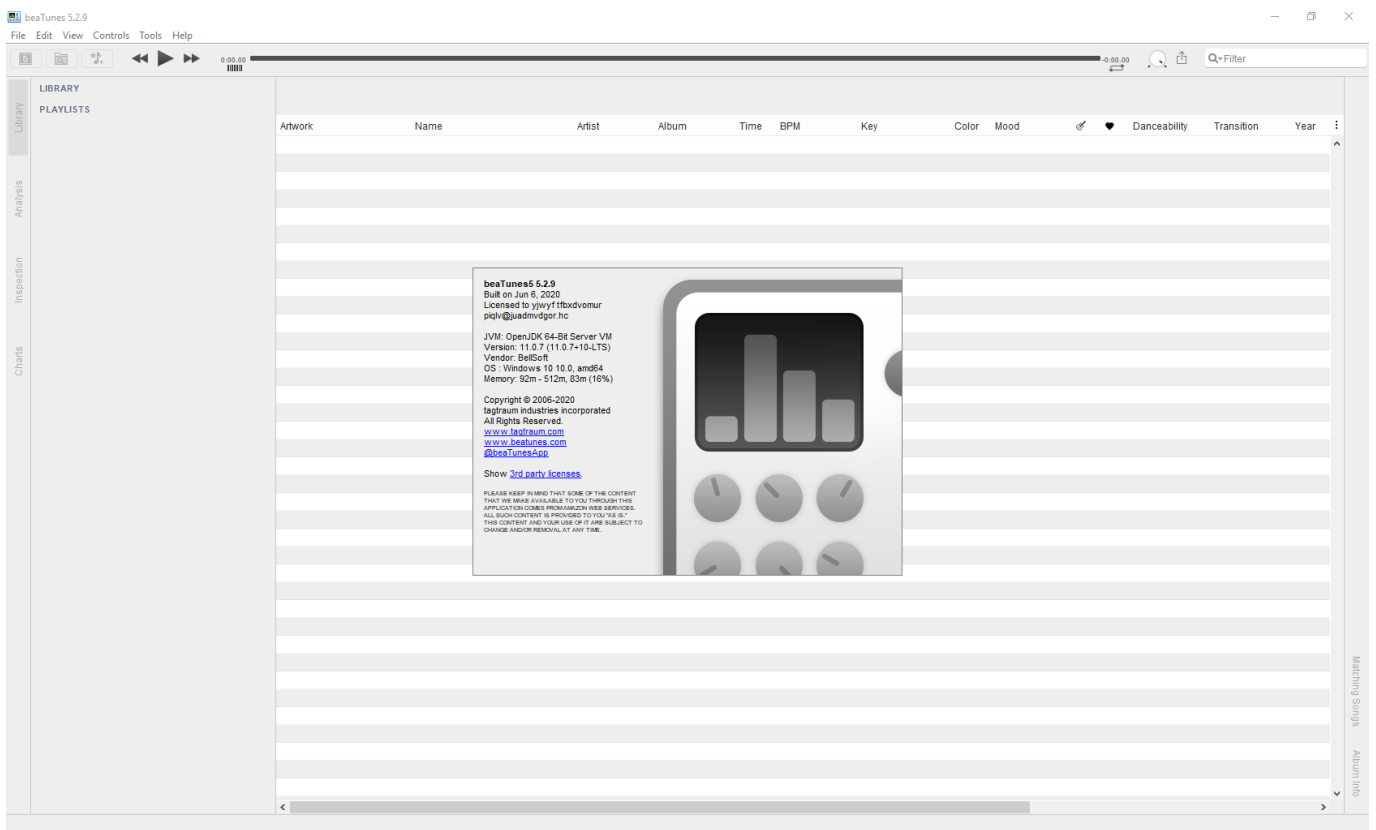 beaTunes 5.2.9
File Edit View Controls Tools Help
0:00.00
-0:00.00
Filter
Library
Analysis
Inspection
Charts
LIBRARY
PLAYLISTS
Artwork Name Artist Album Time BPM Key Color Mood Danceability Transition Year
beaTunes5 5.2.9
Built on Jun 6, 2020
Licensed to yjwyf tfbxdvomur
piqlv@juadmvdgor.hc
JVM: OpenJDK 64-Bit Server VM
Version: 11.0.7 (11.0.7+10-LTS)
Vendor: BellSoft
OS : Windows 10 10.0, amd64
Memory: 92m - 512m, 83m (16%)
Copyright © 2006-2020
tagtraum industries incorporated
All Rights Reserved.
www.tagtraum.com
www.beatunes.com
@beaTunesApp
Show 3rd party licenses.
PLEASE KEEP IN MIND THAT SOME OF THE CONTENT
THAT WE MAKE AVAILABLE TO YOU THROUGH THIS
APPLICATION COMES FROM AMAZON WEB SERVICES.
ALL SUCH CONTENT IS PROVIDED TO YOU "AS IS."
THIS CONTENT AND YOUR USE OF IT ARE SUBJECT TO
CHANGE AND/OR REMOVAL AT ANY TIME.
Matching Songs
Album Info